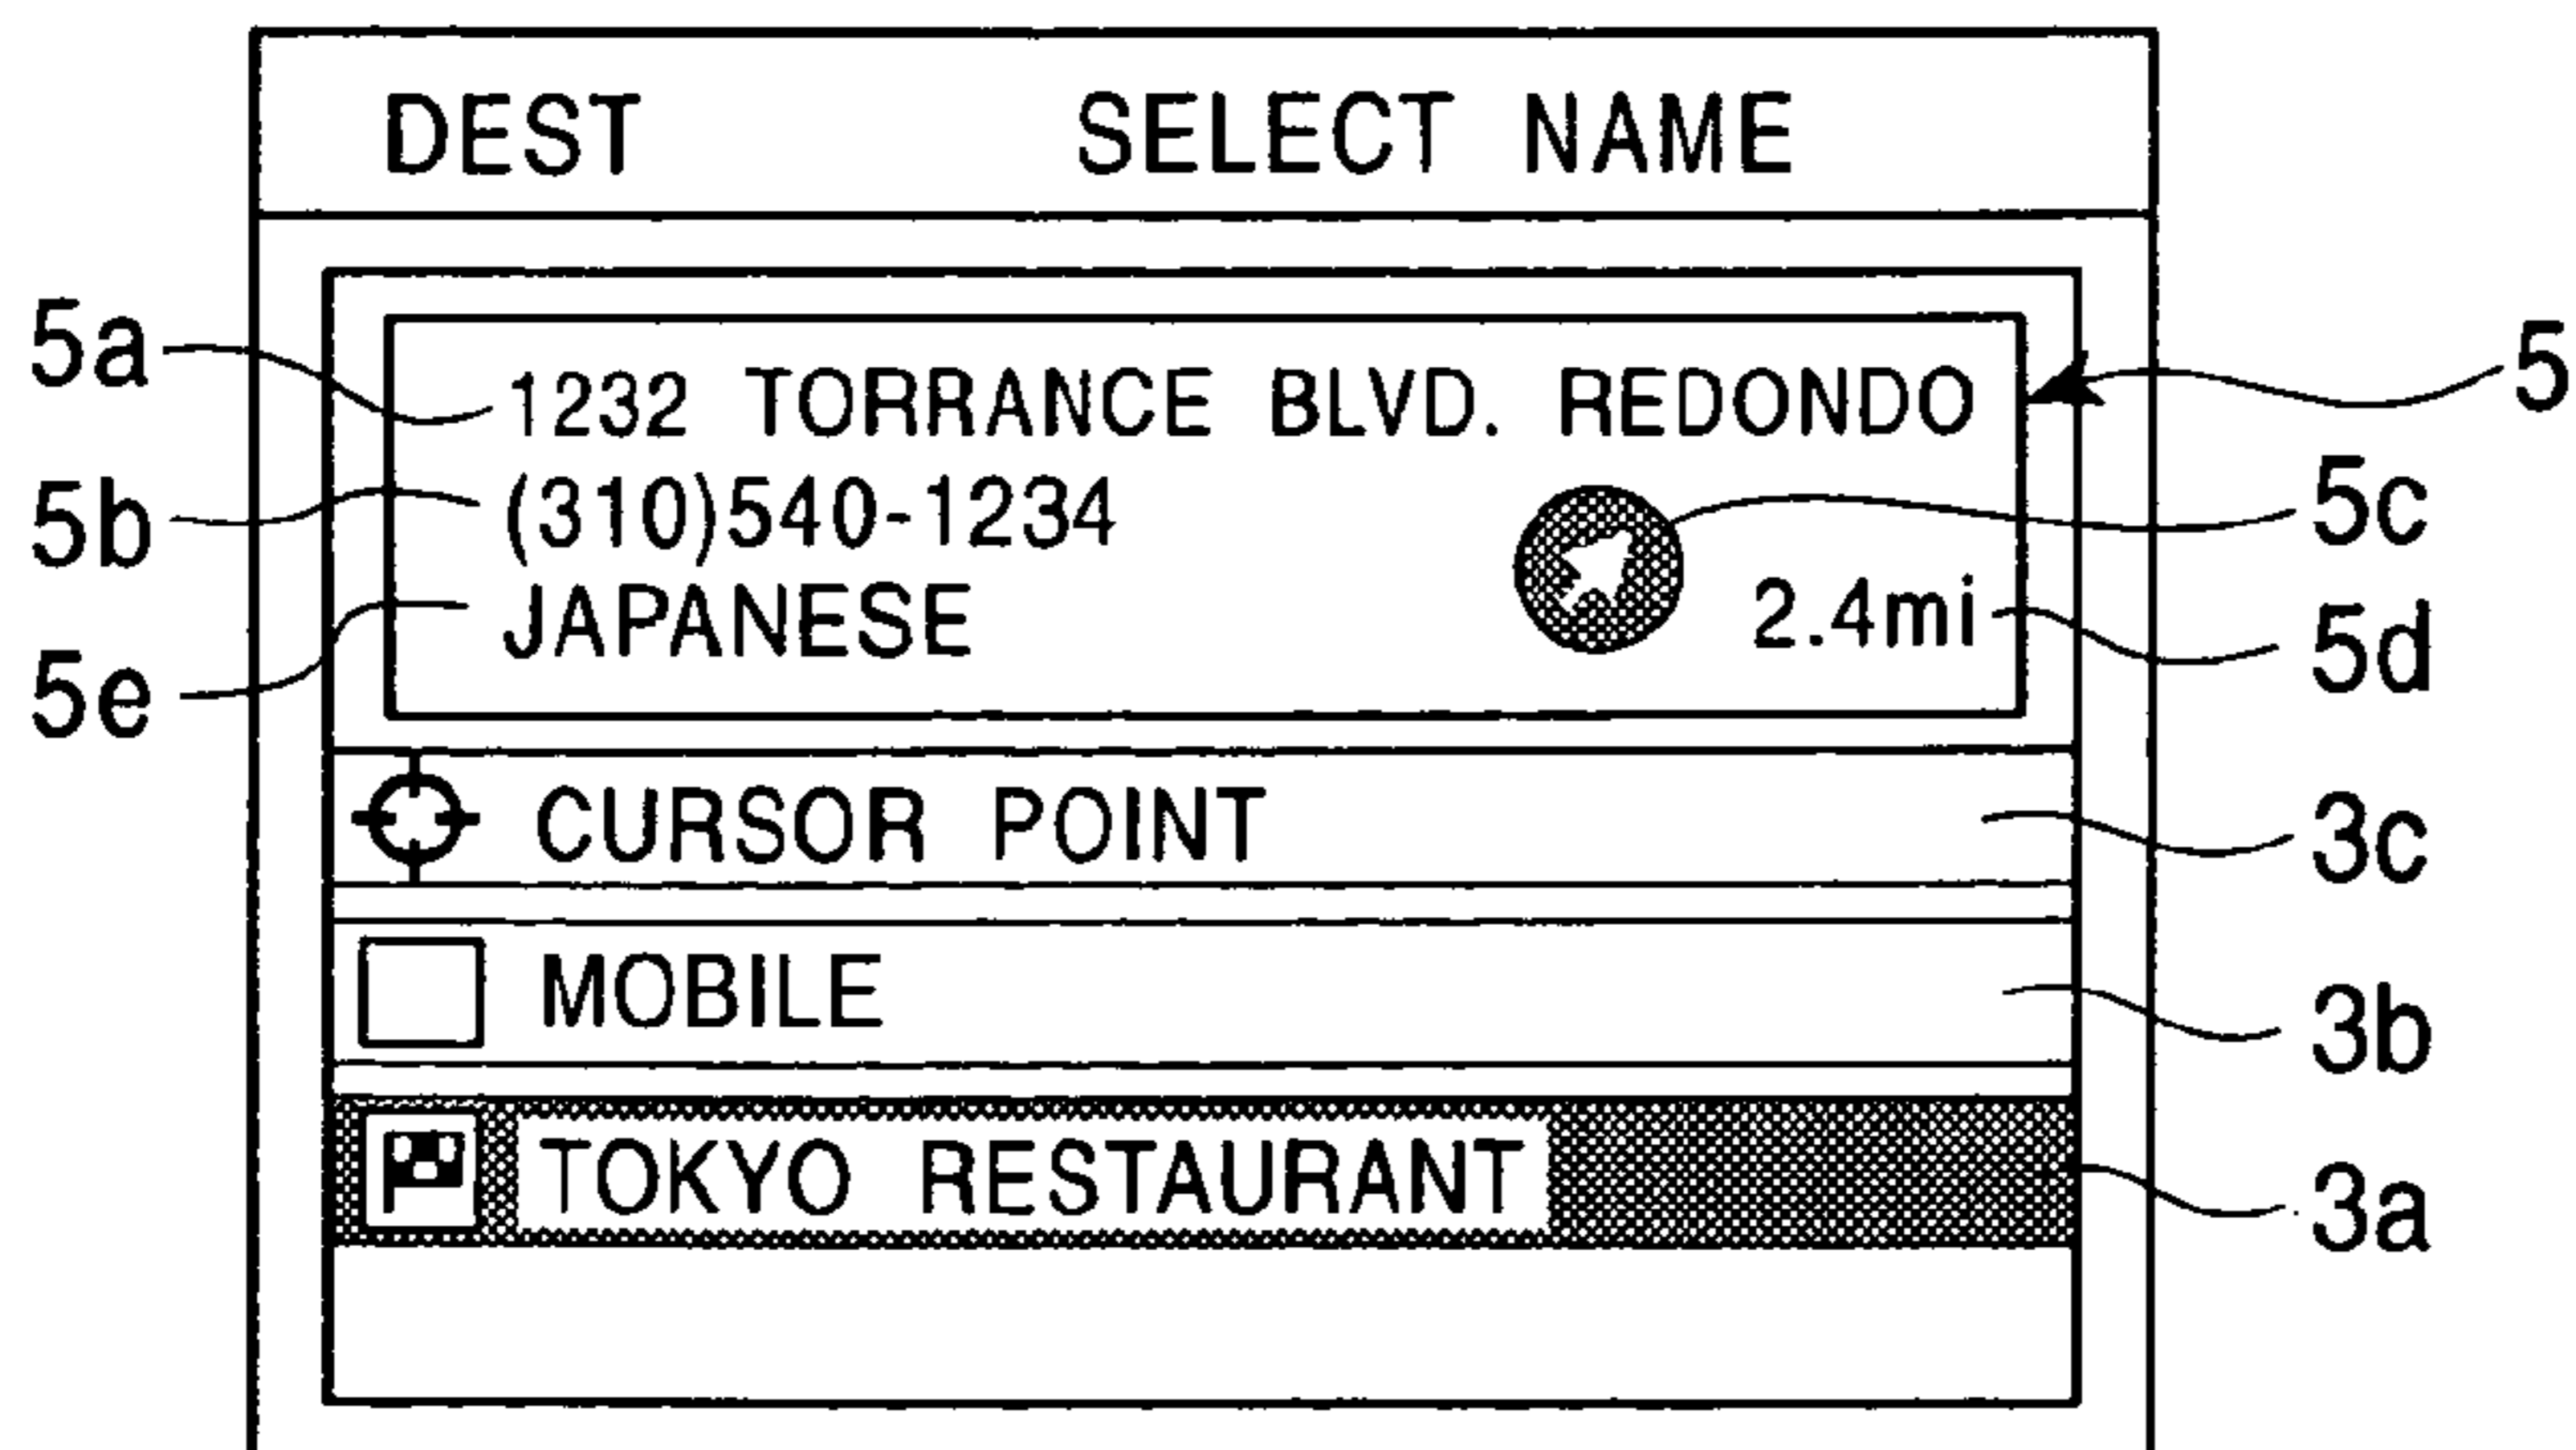 DEST SELECT NAME
5a 1232 TORRANCE BLVD. REDONDO 5
5b (310)540-1234 5c
5e JAPANESE 2.4mi 5d
CURSOR POINT 3c
MOBILE 3b
TOKYO RESTAURANT 3a